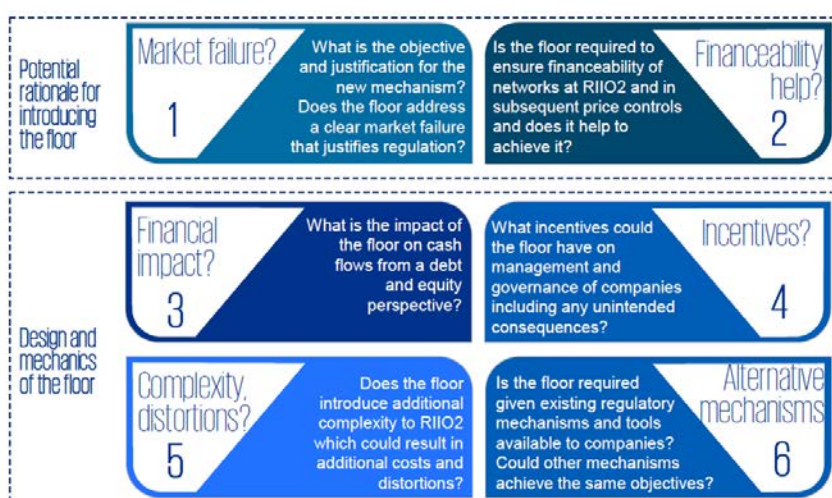 Potential
rationale for
introducing
the floor
Market failure?
1
What is the objective
and justification for the
new mechanism?
Does the floor address
a clear market failure
that justifies regulation?
Is the floor required to
ensure financeability of
networks at RIIO2 and in
subsequent price controls
and does it help to
achieve it?
Financeability
help?
2
Design and
mechanics
of the floor
Financial
impact?
3
What is the impact of
the floor on cash
flows from a debt
and equity
perspective?
What incentives could
the floor have on
management and
governance of companies
including any unintended
consequences?
Incentives?
4
Complexity,
distortions?
5
Does the floor
introduce additional
complexity to RIIO2
which could result in
additional costs and
distortions?
Is the floor required
given existing regulatory
mechanisms and tools
available to companies?
Could other mechanisms
achieve the same objectives?
Alternative
mechanisms
6